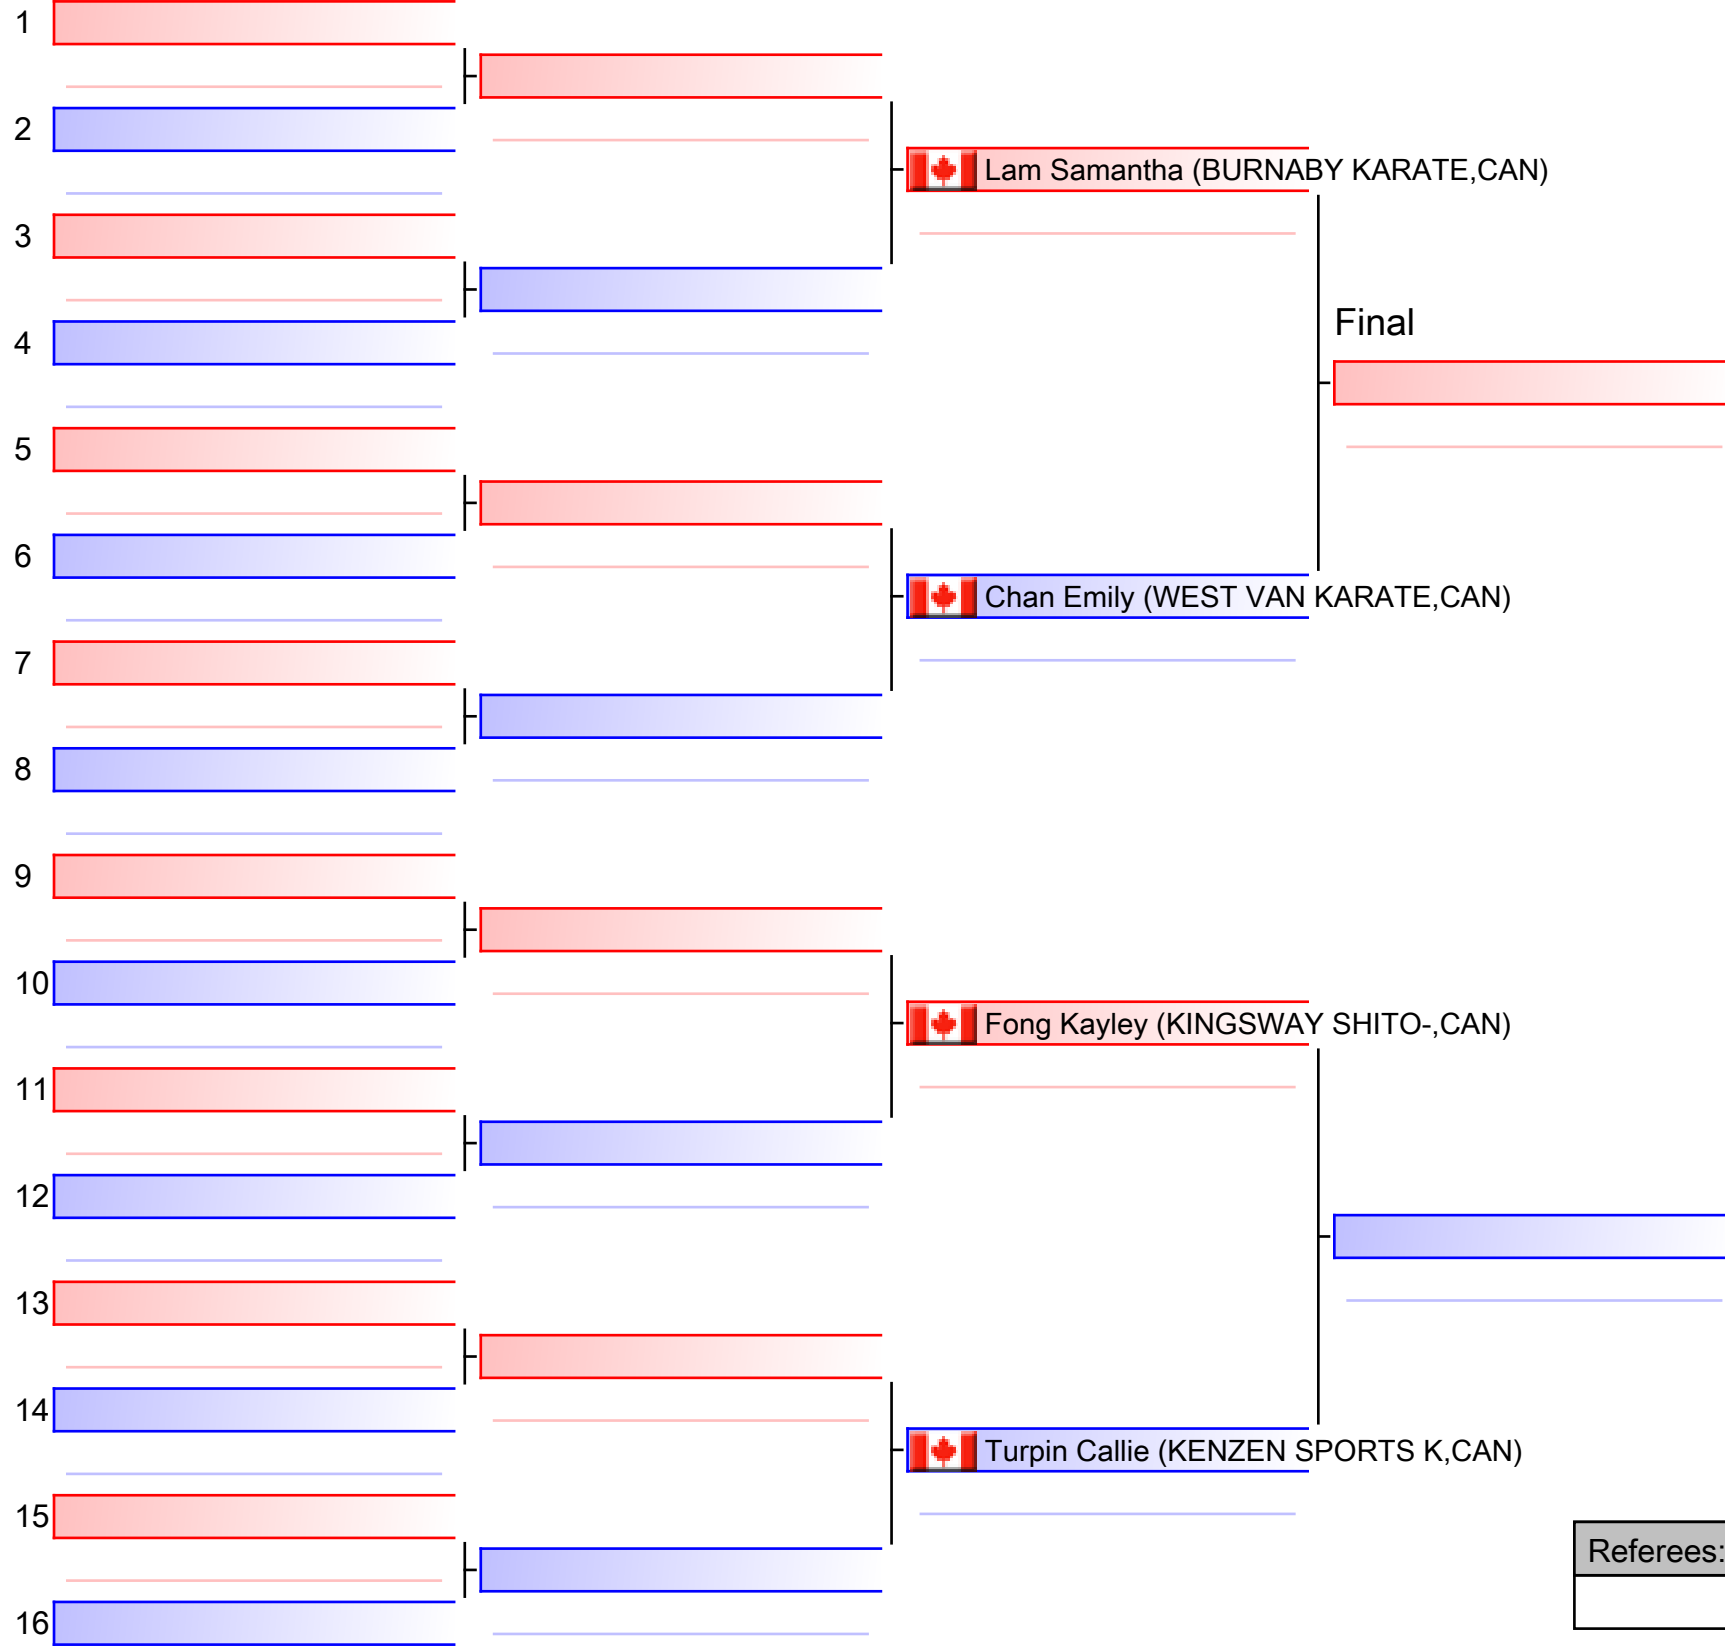 1
2
Lam Samantha (BURNABY KARATE,CAN)
3
Final
4
5
6
Chan Emily (WEST VAN KARATE,CAN)
7
8
9
10
Fong Kayley (KINGSWAY SHITO-,CAN)
11
12
13
14
Turpin Callie (KENZEN SPORTS K,CAN)
15
Referees:
16